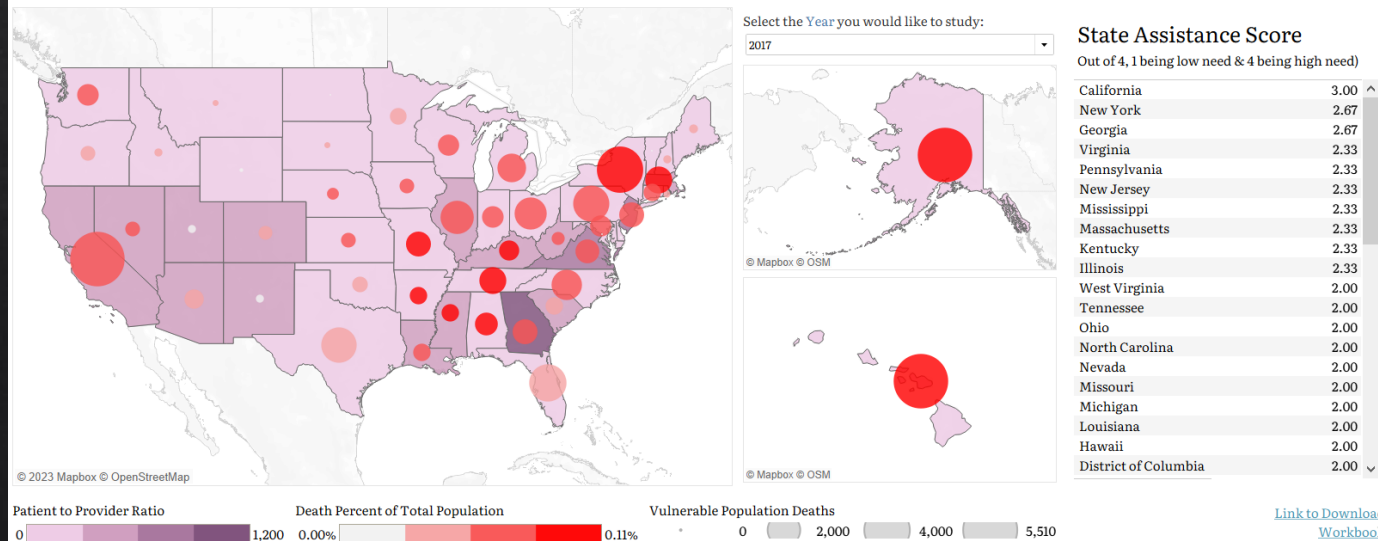 Select the Year you would like to study:
2017
© 2023 Mapbox © OpenStreetMap
© Mapbox © OSM
© Mapbox © OSM
State Assistance Score
Out of 4, 1 being low need & 4 being high need)
California 3.00
New York 2.67
Georgia 2.67
Virginia 2.33
Pennsylvania 2.33
New Jersey 2.33
Mississippi 2.33
Massachusetts 2.33
Kentucky 2.33
Illinois 2.33
West Virginia 2.00
Tennessee 2.00
Ohio 2.00
North Carolina 2.00
Nevada 2.00
Missouri 2.00
Michigan 2.00
Louisiana 2.00
Hawaii 2.00
District of Columbia 2.00
Patient to Provider Ratio
0 1,200
Death Percent of Total Population
0.00% 0.11%
Vulnerable Population Deaths
0 2,000 4,000 5,510
Link to Downloa
Workboo